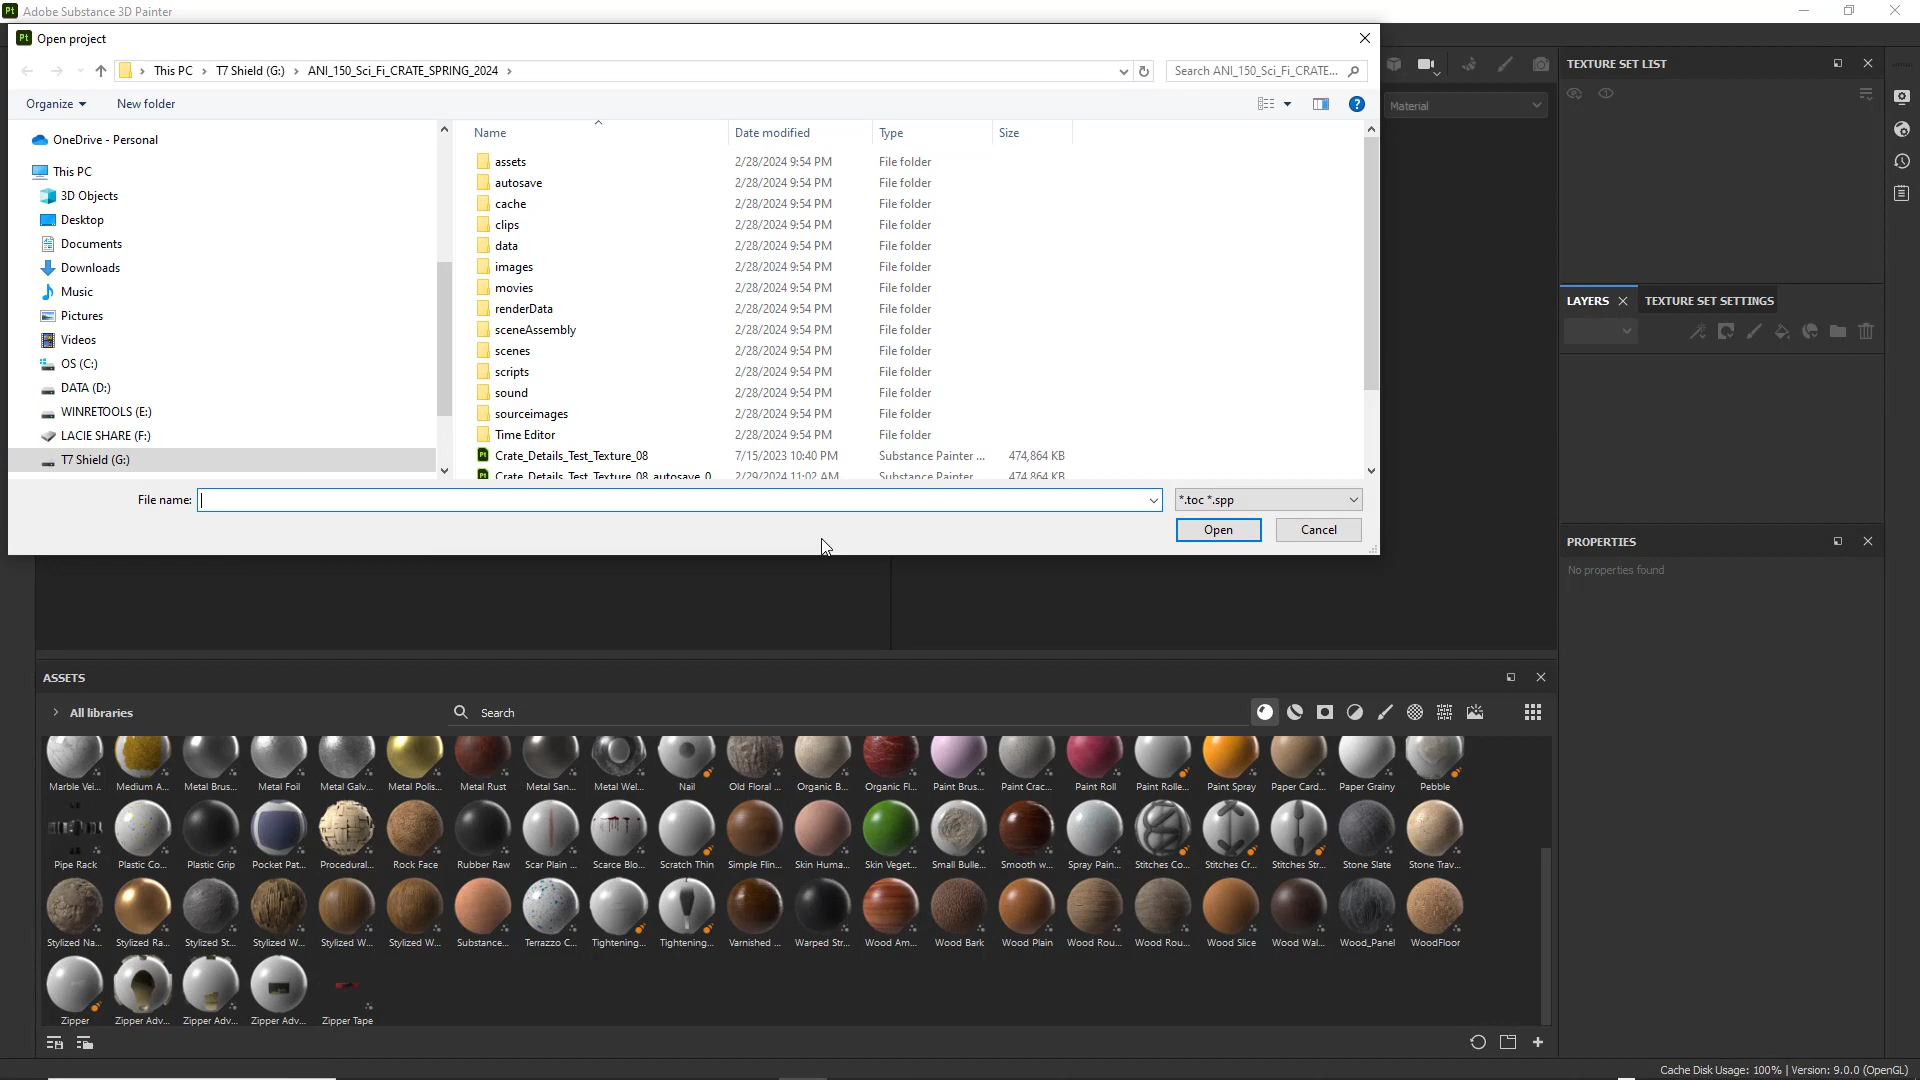 Adobe Substance 3D Painter
Open project
This PC > T7 Shield (G:) > ANI_150_Sci_Fi_CRATE_SPRING_2024 >
Search ANI_150_Sci_Fi_CRATE...
Organize
New folder
Name
Date modified
Type
Size
OneDrive - Personal
This PC
3D Objects
Desktop
Documents
Downloads
Music
Pictures
Videos
OS (C:)
DATA (D:)
WINRETOOLS (E:)
LACIE SHARE (F:)
T7 Shield (G:)
assets 2/28/2024 9:54 PM File folder
autosave 2/28/2024 9:54 PM File folder
cache 2/28/2024 9:54 PM File folder
clips 2/28/2024 9:54 PM File folder
data 2/28/2024 9:54 PM File folder
images 2/28/2024 9:54 PM File folder
movies 2/28/2024 9:54 PM File folder
renderData 2/28/2024 9:54 PM File folder
sceneAssembly 2/28/2024 9:54 PM File folder
scenes 2/28/2024 9:54 PM File folder
scripts 2/28/2024 9:54 PM File folder
sound 2/28/2024 9:54 PM File folder
sourceimages 2/28/2024 9:54 PM File folder
Time Editor 2/28/2024 9:54 PM File folder
Crate_Details_Test_Texture_08 7/15/2023 10:40 PM Substance Painter ... 474,864 KB
Crate_Details_Test_Texture_08_autosave_0 2/29/2024 11:02 AM Substance Painter 474,864 KB
File name:
*.toc *.spp
Open
Cancel
Material
TEXTURE SET LIST
LAYERS
TEXTURE SET SETTINGS
PROPERTIES
No properties found
ASSETS
All libraries
Search
Marble Vei... Medium A... Metal Brus... Metal Foil Metal Galv... Metal Polis... Metal Rust Metal San... Metal Wel... Nail Old Floral ... Organic B... Organic Fl... Paint Brus... Paint Crac... Paint Roll Paint Rolle... Paint Spray Paper Card... Paper Grainy Pebble
Pipe Rack Plastic Co... Plastic Grip Pocket Pat... Procedural... Rock Face Rubber Raw Scar Plain ... Scarce Blo... Scratch Thin Simple Flin... Skin Huma... Skin Veget... Small Bulle... Smooth w... Spray Pain... Stitches Co... Stitches Cr... Stitches Str... Stone Slate Stone Trav...
Stylized Na... Stylized Ra... Stylized St... Stylized W... Stylized W... Stylized W... Substance... Terrazzo C... Tightening... Tightening... Varnished ... Warped Str... Wood Am... Wood Bark Wood Plain Wood Rou... Wood Rou... Wood Slice Wood Wal... Wood_Panel WoodFloor
Zipper Zipper Adv... Zipper Adv... Zipper Adv... Zipper Tape
Cache Disk Usage: 100% | Version: 9.0.0 (OpenGL)